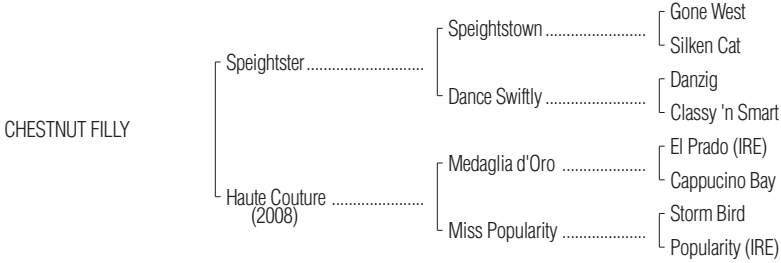 Gone West
Speightstown ........................
Silken Cat
Speightster ............................
Danzig
Dance Swiftly ........................
Classy 'n Smart
CHESTNUT FILLY
El Prado (IRE)
Medaglia d'Oro ....................
Cappucino Bay
Haute Couture ......................
(2008)
Storm Bird
Miss Popularity ....................
Popularity (IRE)